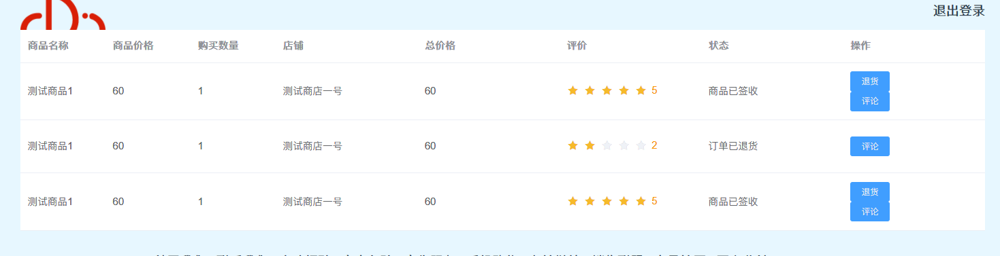 退出登录
商品名称 商品价格 购买数量 店铺 总价格 评价 状态 操作
测试商品1 60 1 测试商店一号 60 5 商品已签收 退货
评论
测试商品1 60 1 测试商店一号 60 2 订单已退货 评论
测试商品1 60 1 测试商店一号 60 5 商品已签收 退货
评论